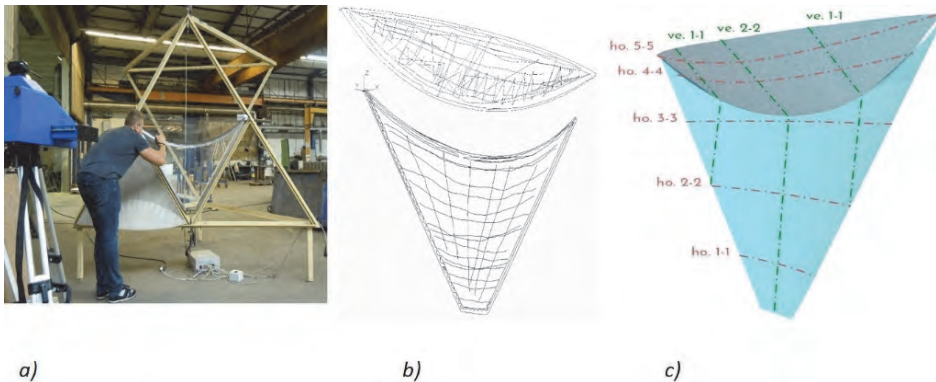 ve. 1-1
ve. 2-2
ve. 1-1
ho. 5-5
ho. 4-4
ho. 3-3
ho. 2-2
ho. 1-1
a)
b)
c)